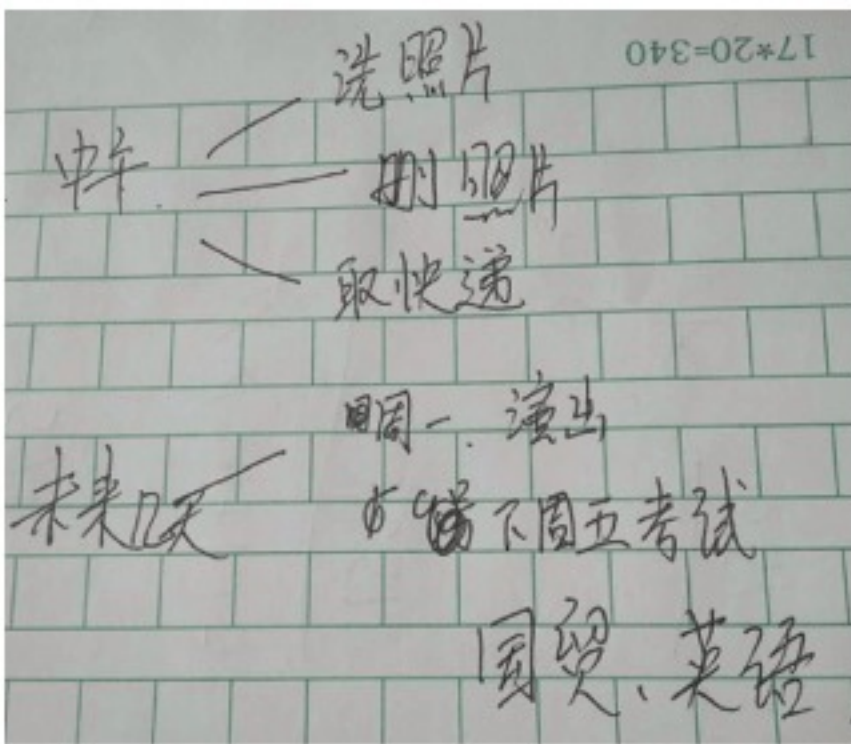 17*20=340
洗照片
中午
删照片
取快递
周一.演出
未来几天
下周五考试
国贸、英语